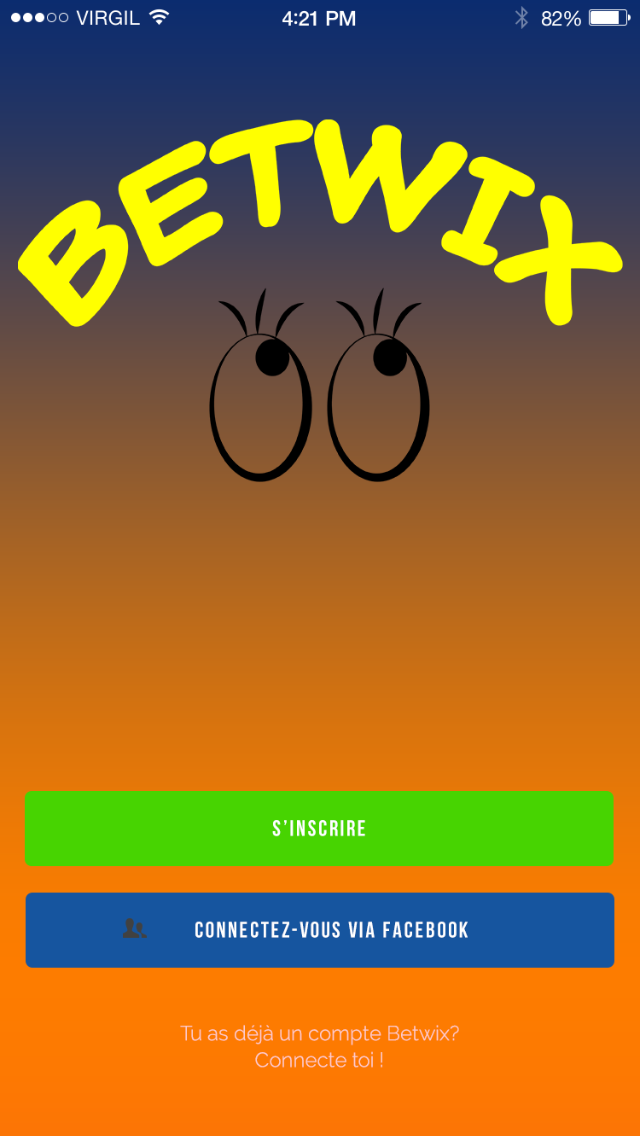 VIRGIL 4:21 PM 82%
BETWIX
S'INSCRIRE
CONNECTEZ-VOUS VIA FACEBOOK
Tu as déjà un compte Betwix?
Connecte toi !